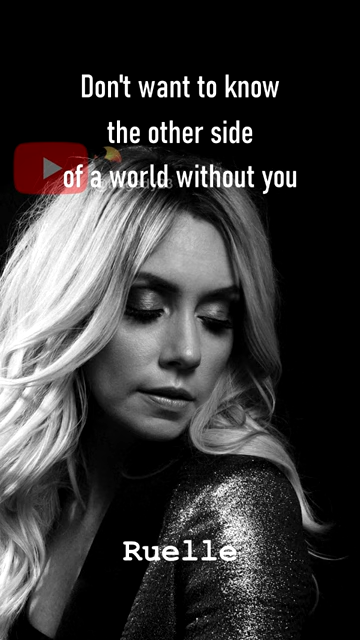 Don't want to know
the other side
of a world without you
Ruelle